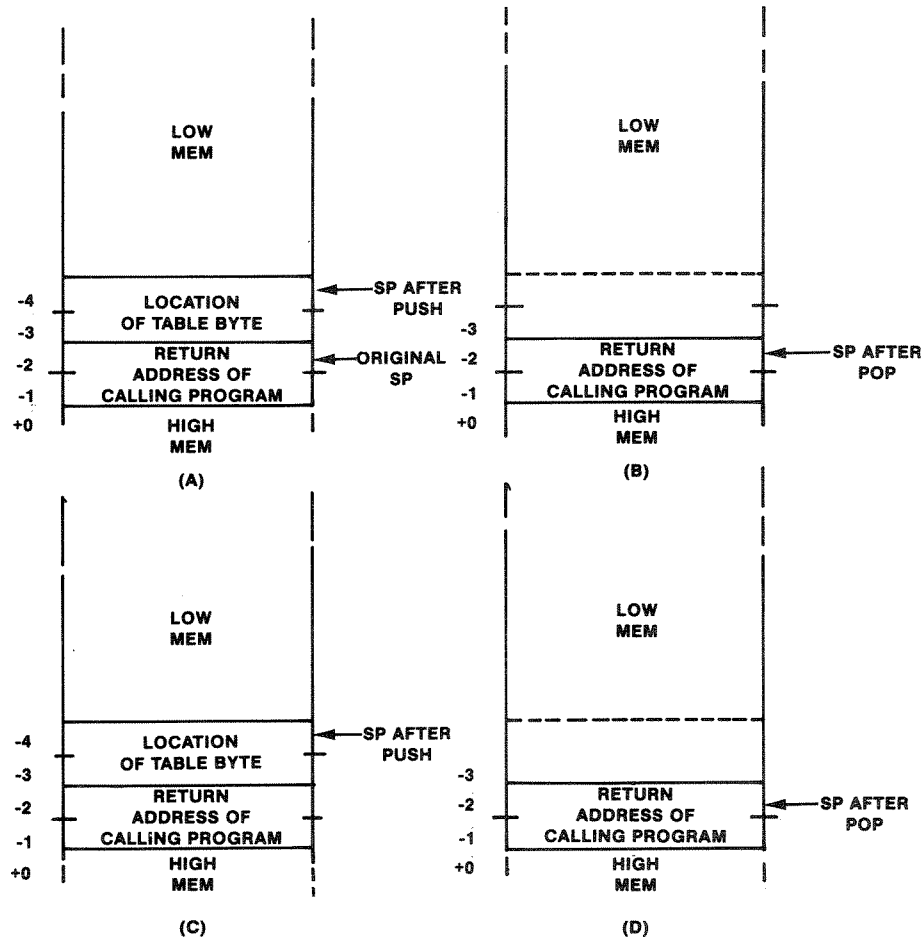 LOW
MEM
-4
LOCATION
OF TABLE BYTE
SP AFTER
PUSH
-3
RETURN
ADDRESS OF
CALLING PROGRAM
ORIGINAL
SP
-2
-1
+0
HIGH
MEM
(A)
LOW
MEM
-3
RETURN
ADDRESS OF
CALLING PROGRAM
SP AFTER
POP
-2
-1
+0
HIGH
MEM
(B)
LOW
MEM
-4
LOCATION
OF TABLE BYTE
SP AFTER
PUSH
-3
RETURN
ADDRESS OF
CALLING PROGRAM
-2
-1
+0
HIGH
MEM
(C)
LOW
MEM
-3
RETURN
ADDRESS OF
CALLING PROGRAM
SP AFTER
POP
-2
-1
+0
HIGH
MEM
(D)